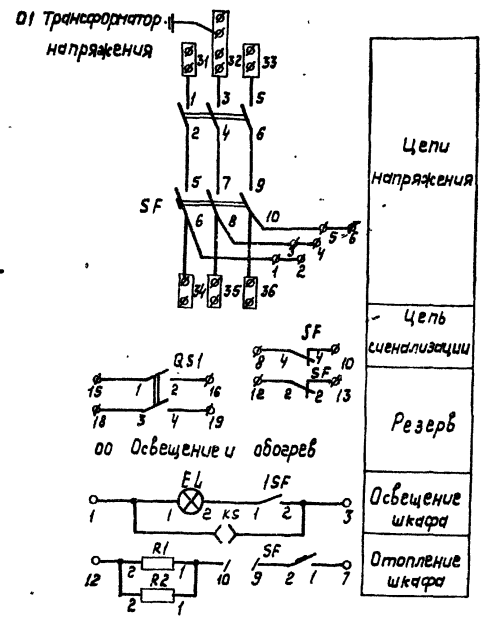 01 Трансформатор
напряжения
31 32 33
1 3 5
2 4 6
Цепи
напряжения
5 7 9
SF
6 8 10
5 6
3 4
1 2
34 35 36
SF
8 4 4 10
Цепь
сигнализации
QS1
SF
15 1 2 16
12 2 2 13
18 3 4 19
Резерв
00 Освещение и обогрев
EL 1SF
1 1 2 KS 1 2 3
Освещение
шкафа
R1 SF
12 2 1 10 9 2 1 7
R2
2 1
Отопление
шкафа